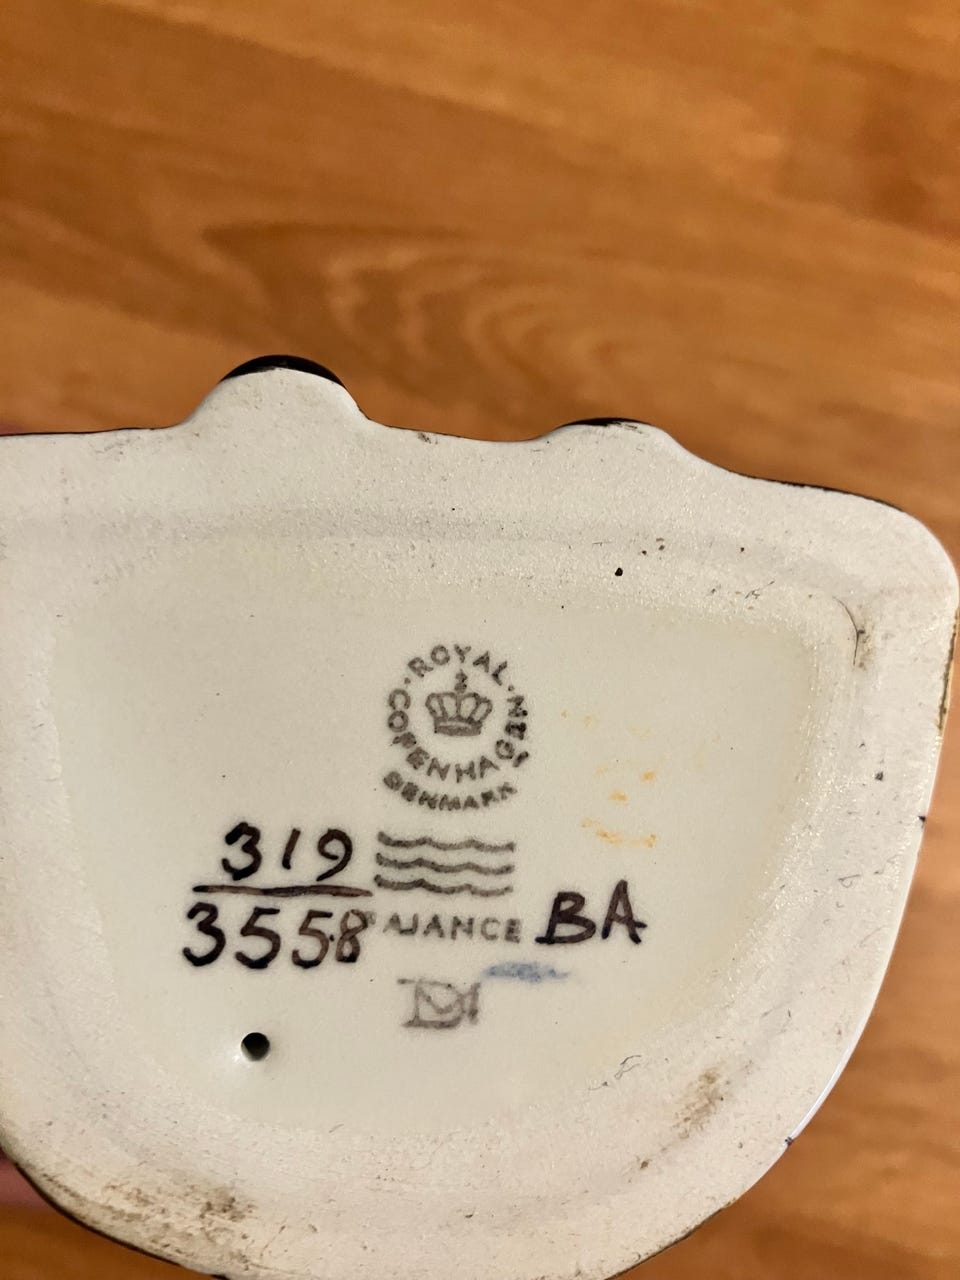 ROYAL
COPENHAGEN
DENMARK
319
3558
FAJANCE
BA